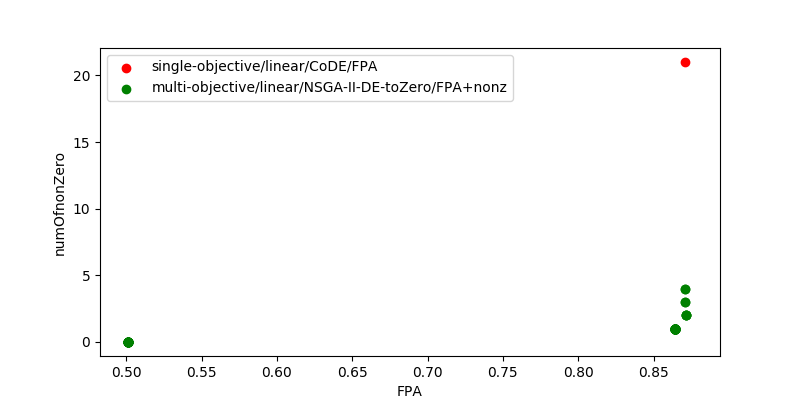 single-objective/linear/CoDE/FPA
multi-objective/linear/NSGA-II-DE-toZero/FPA+nonz
numOfnonZero
20
15
10
5
0
0.50 0.55 0.60 0.65 0.70 0.75 0.80 0.85
FPA